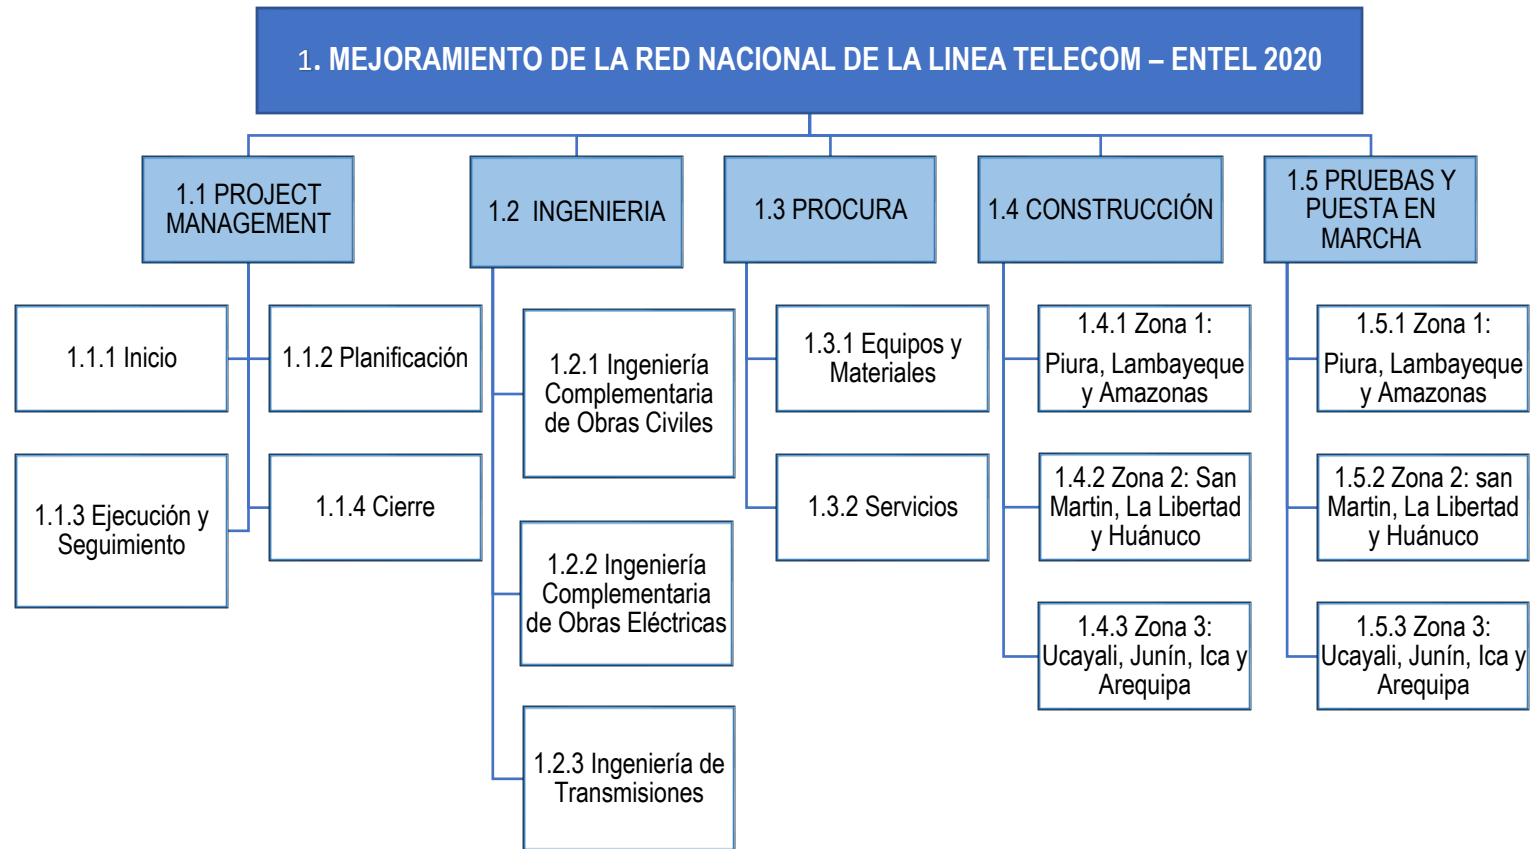 1. MEJORAMIENTO DE LA RED NACIONAL DE LA LINEA TELECOM – ENTEL 2020
1.1 PROJECT
MANAGEMENT
1.2 INGENIERIA
1.3 PROCURA
1.4 CONSTRUCCIÓN
1.5 PRUEBAS Y
PUESTA EN
MARCHA
1.1.1 Inicio
1.1.2 Planificación
1.1.3 Ejecución y
Seguimiento
1.1.4 Cierre
1.2.1 Ingeniería
Complementaria
de Obras Civiles
1.2.2 Ingeniería
Complementaria
de Obras Eléctricas
1.2.3 Ingeniería de
Transmisiones
1.3.1 Equipos y
Materiales
1.3.2 Servicios
1.4.1 Zona 1:
Piura, Lambayeque
y Amazonas
1.4.2 Zona 2: San
Martin, La Libertad
y Huánuco
1.4.3 Zona 3:
Ucayali, Junín, Ica y
Arequipa
1.5.1 Zona 1:
Piura, Lambayeque
y Amazonas
1.5.2 Zona 2: san
Martin, La Libertad
y Huánuco
1.5.3 Zona 3:
Ucayali, Junín, Ica y
Arequipa